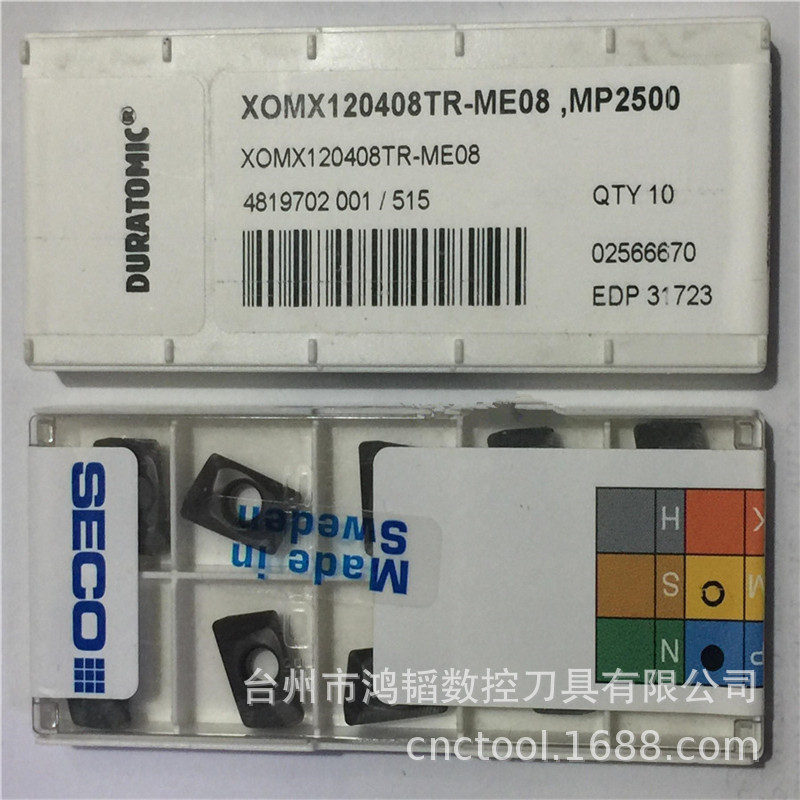 DURATOMIC®
XOMX120408TR-ME08 ,MP2500
XOMX120408TR-ME08
4819702 001 / 515
QTY 10
02566670
EDP 31723
SECO
Made in
Sweden
H
K
S
M
N
P
台州市鸿韬数控刀具有限公司
cnctool.1688.com